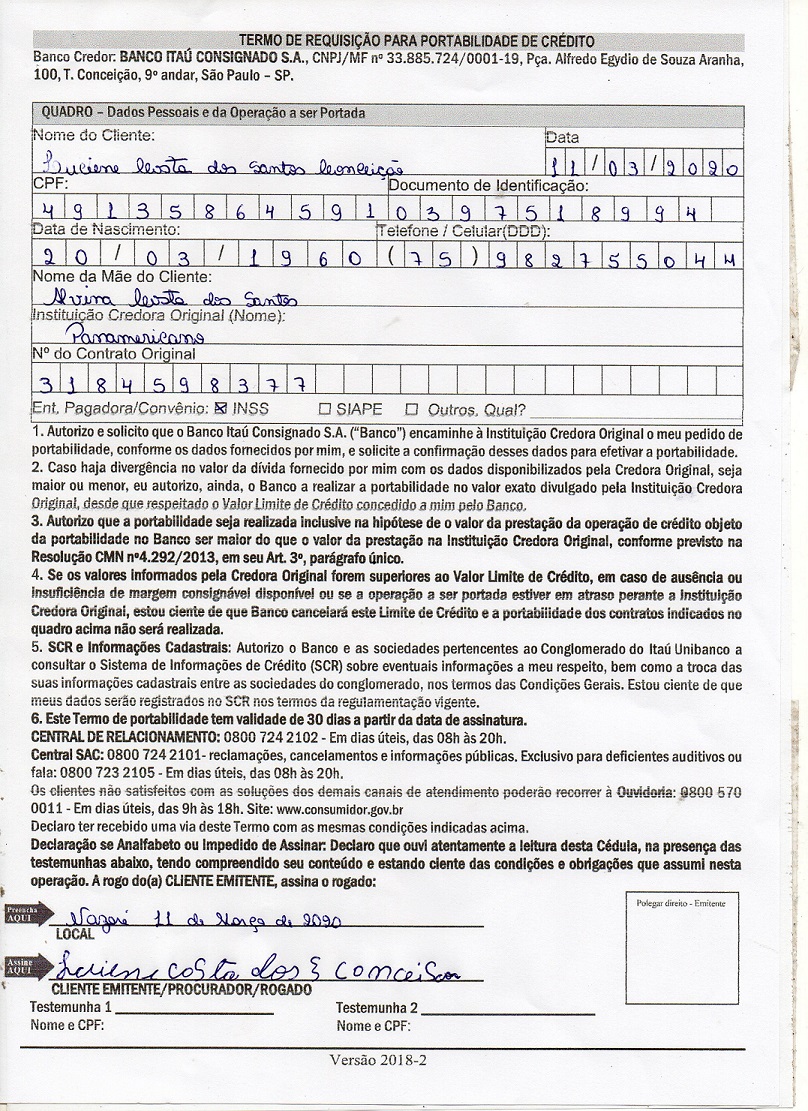 TERMO DE REQUISIÇÃO PARA PORTABILIDADE DE CRÉDITO
Banco Credor: BANCO ITAÚ CONSIGNADO S.A., CNPJ/MF nº 33.885.724/0001-19, Pça. Alfredo Egydio de Souza Aranha,
100, T. Conceição, 9º andar, São Paulo – SP.
QUADRO – Dados Pessoais e da Operação a ser Portada
Nome do Cliente: Data
Luciene Costa dos Santos Conceição 11/03/2020
CPF: Documento de Identificação:
49135864591 0397518994
Data de Nascimento: Telefone / Celular(DDD):
20/03/1960 (75)982755044
Nome da Mãe do Cliente:
Alvina Costa dos Santos
Instituição Credora Original (Nome):
Panamericano
Nº do Contrato Original
318459837 7
Ent. Pagadora/Convênio: ☒ INSS ☐ SIAPE ☐ Outros, Qual?
1. Autorizo e solicito que o Banco Itaú Consignado S.A. (“Banco”) encaminhe à Instituição Credora Original o meu pedido de
portabilidade, conforme os dados fornecidos por mim, e solicite a confirmação desses dados para efetivar a portabilidade.
2. Caso haja divergência no valor da dívida fornecido por mim com os dados disponibilizados pela Credora Original, seja
maior ou menor, eu autorizo, ainda, o Banco a realizar a portabilidade no valor exato divulgado pela Instituição Credora
Original, desde que respeitado o Valor Limite de Crédito concedido a mim pelo Banco.
3. Autorizo que a portabilidade seja realizada inclusive na hipótese de o valor da prestação da operação de crédito objeto
da portabilidade no Banco ser maior do que o valor da prestação na Instituição Credora Original, conforme previsto na
Resolução CMN nº4.292/2013, em seu Art. 3º, parágrafo único.
4. Se os valores informados pela Credora Original forem superiores ao Valor Limite de Crédito, em caso de ausência ou
insuficiência de margem consignável disponível ou se a operação a ser portada estiver em atraso perante a Instituição
Credora Original, estou ciente de que Banco cancelará este Limite de Crédito e a portabilidade dos contratos indicados no
quadro acima não será realizada.
5. SCR e Informações Cadastrais: Autorizo o Banco e as sociedades pertencentes ao Conglomerado do Itaú Unibanco a
consultar o Sistema de Informações de Crédito (SCR) sobre eventuais informações a meu respeito, bem como a troca das
suas informações cadastrais entre as sociedades do conglomerado, nos termos das Condições Gerais. Estou ciente de que
meus dados serão registrados no SCR nos termos da regulamentação vigente.
6. Este Termo de portabilidade tem validade de 30 dias a partir da data de assinatura.
CENTRAL DE RELACIONAMENTO: 0800 724 2102 - Em dias úteis, das 08h às 20h.
Central SAC: 0800 724 2101- reclamações, cancelamentos e informações públicas. Exclusivo para deficientes auditivos ou
fala: 0800 723 2105 - Em dias úteis, das 08h às 20h.
Os clientes não satisfeitos com as soluções dos demais canais de atendimento poderão recorrer à Ouvidoria: 0800 570
0011 - Em dias úteis, das 9h às 18h. Site: www.consumidor.gov.br
Declaro ter recebido uma via deste Termo com as mesmas condições indicadas acima.
Declaração se Analfabeto ou Impedido de Assinar: Declaro que ouvi atentamente a leitura desta Cédula, na presença das
testemunhas abaixo, tendo compreendido seu conteúdo e estando ciente das condições e obrigações que assumi nesta
operação. A rogo do(a) CLIENTE EMITENTE, assina o rogado:
Polegar direito - Emitente
Preencha AQUI Nazaré 11 de Março de 2020
LOCAL
Assine AQUI Luciene costa dos S conceiSao
CLIENTE EMITENTE/PROCURADOR/ROGADO
Testemunha 1 Testemunha 2
Nome e CPF: Nome e CPF:
Versão 2018-2